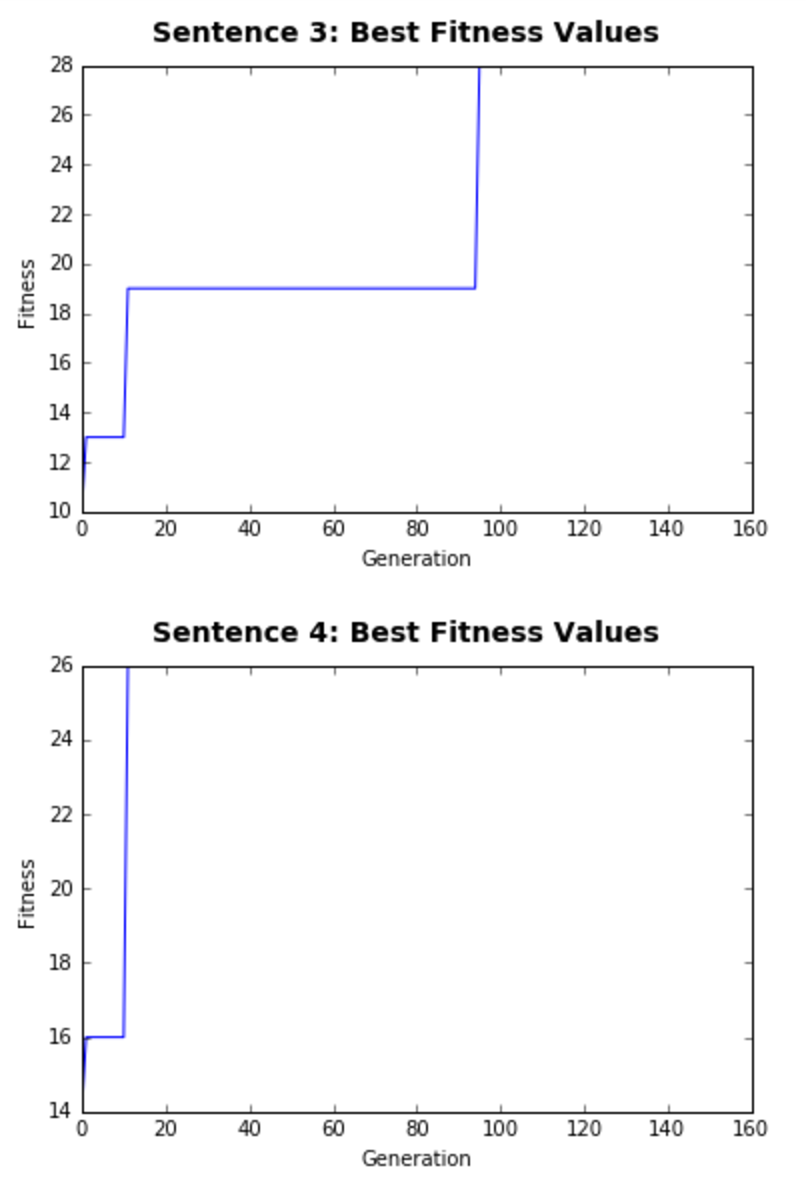 Sentence 3: Best Fitness Values
28
26
24
22
20
18
16
14
12
10
Fitness
0 20 40 60 80 100 120 140 160
Generation
Sentence 4: Best Fitness Values
26
24
22
20
18
16
14
Fitness
0 20 40 60 80 100 120 140 160
Generation